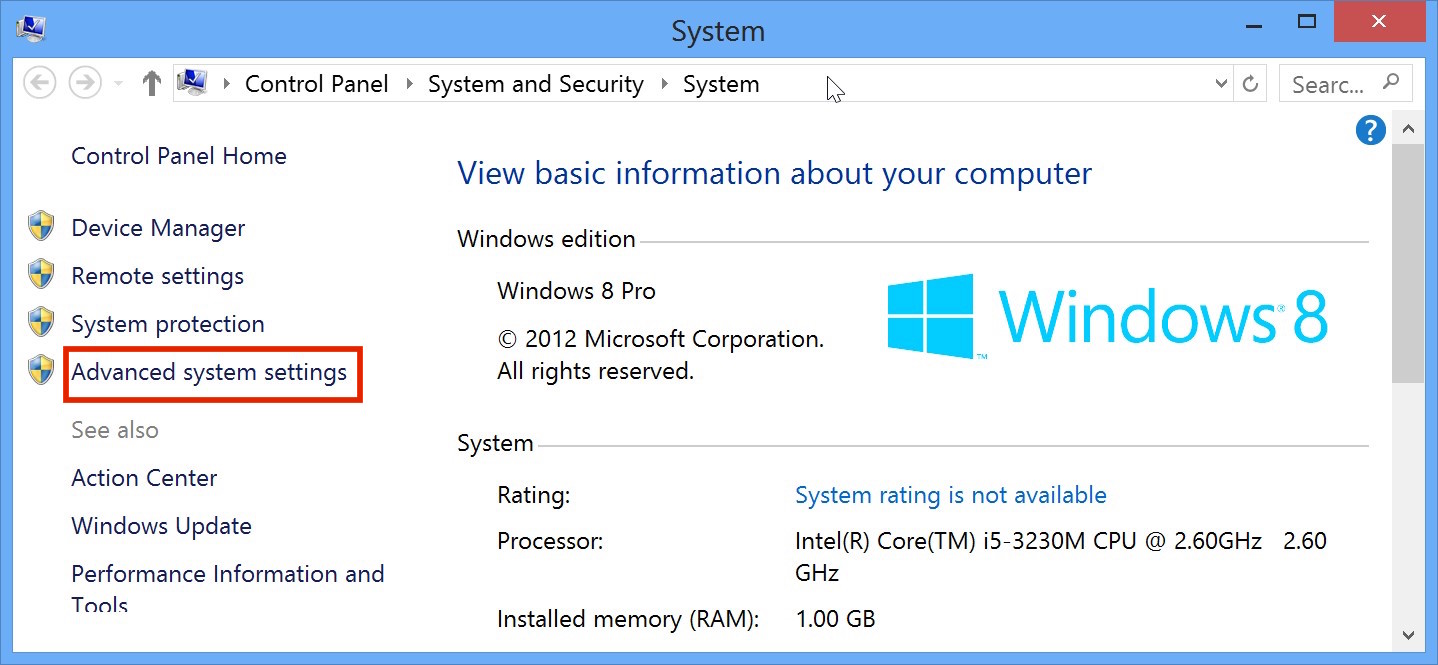 System
Control Panel
System and Security
System
Searc...
?
Control Panel Home
Device Manager
Remote settings
System protection
Advanced system settings
See also
Action Center
Windows Update
Performance Information and
Tools
View basic information about your computer
Windows edition
Windows 8 Pro
© 2012 Microsoft Corporation.
All rights reserved.
™ Windows® 8
System
Rating: System rating is not available
Processor: Intel(R) Core(TM) i5-3230M CPU @ 2.60GHz 2.60
GHz
Installed memory (RAM): 1.00 GB